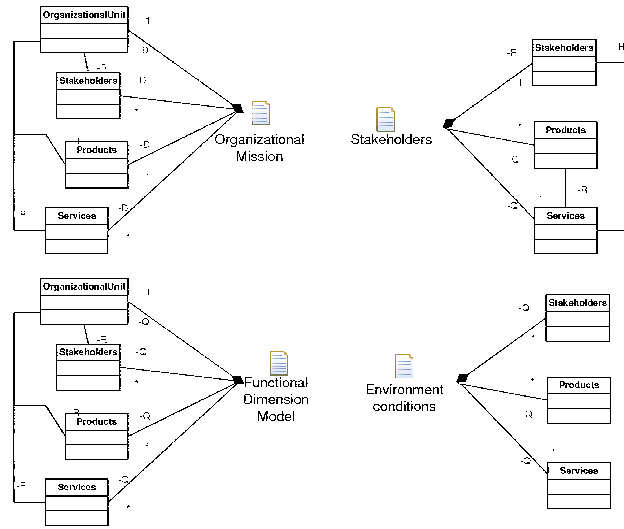 OrganizationalUnit
Stakeholders
Products
Services
Organizational
Mission
Stakeholders
Stakeholders
Products
Services
OrganizationalUnit
Stakeholders
Products
Services
Functional
Dimension
Model
Environment
conditions
Stakeholders
Products
Services